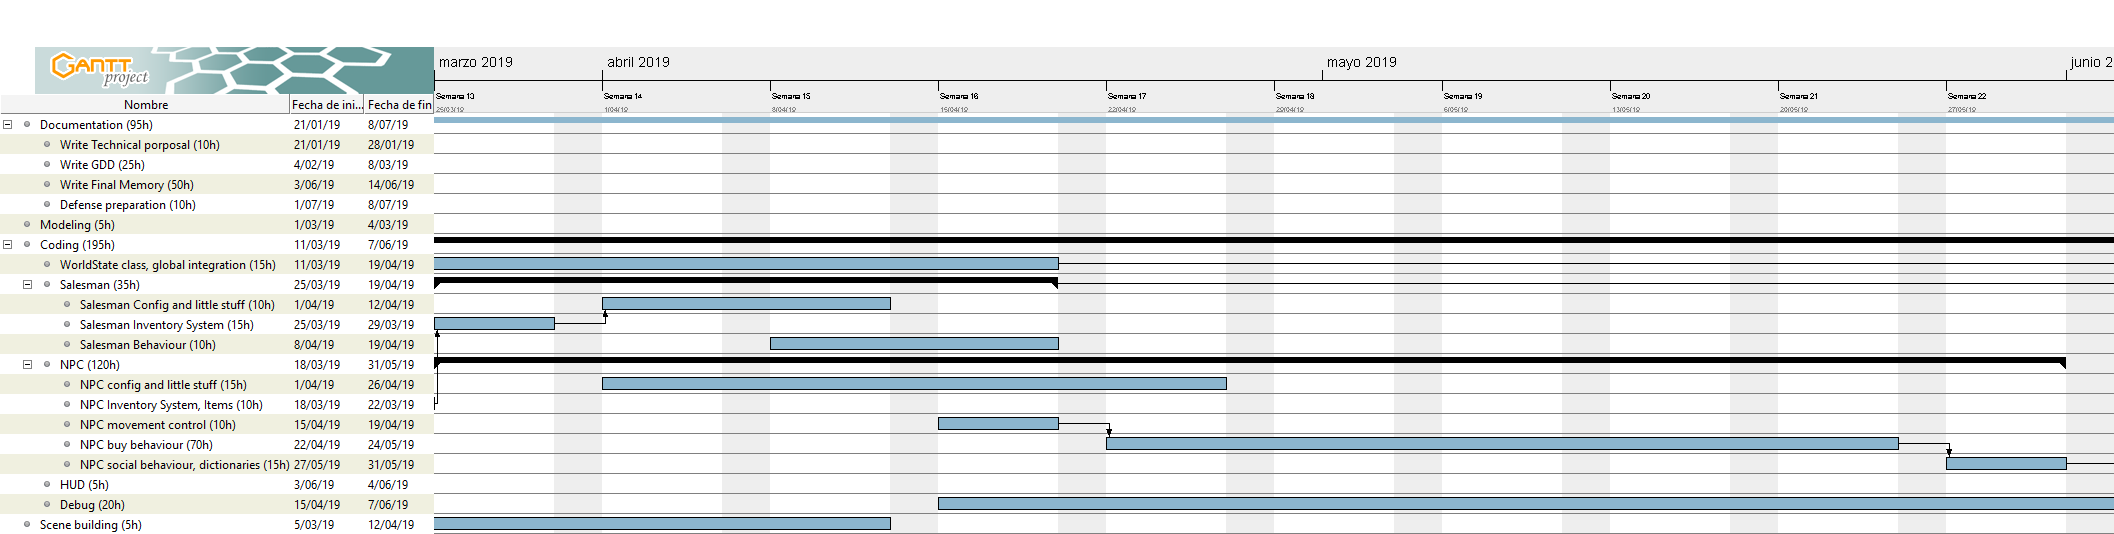 GANTT project
marzo 2019 abril 2019 mayo 2019 junio 2
Semana 13 Semana 14 Semana 15 Semana 16 Semana 17 Semana 18 Semana 19 Semana 20 Semana 21 Semana 22
Nombre Fecha de ini... Fecha de fin 25/03/19 1/04/19 8/04/19 15/04/19 22/04/19 29/04/19 6/05/19 13/05/19 20/05/19 27/05/19
Documentation (95h) 21/01/19 8/07/19
Write Technical porposal (10h) 21/01/19 28/01/19
Write GDD (25h) 4/02/19 8/03/19
Write Final Memory (50h) 3/06/19 14/06/19
Defense preparation (10h) 1/07/19 8/07/19
Modeling (5h) 1/03/19 4/03/19
Coding (195h) 11/03/19 7/06/19
WorldState class, global integration (15h) 11/03/19 19/04/19
Salesman (35h) 25/03/19 19/04/19
Salesman Config and little stuff (10h) 1/04/19 12/04/19
Salesman Inventory System (15h) 25/03/19 29/03/19
Salesman Behaviour (10h) 8/04/19 19/04/19
NPC (120h) 18/03/19 31/05/19
NPC config and little stuff (15h) 1/04/19 26/04/19
NPC Inventory System, Items (10h) 18/03/19 22/03/19
NPC movement control (10h) 15/04/19 19/04/19
NPC buy behaviour (70h) 22/04/19 24/05/19
NPC social behaviour, dictionaries (15h) 27/05/19 31/05/19
HUD (5h) 3/06/19 4/06/19
Debug (20h) 15/04/19 7/06/19
Scene building (5h) 5/03/19 12/04/19